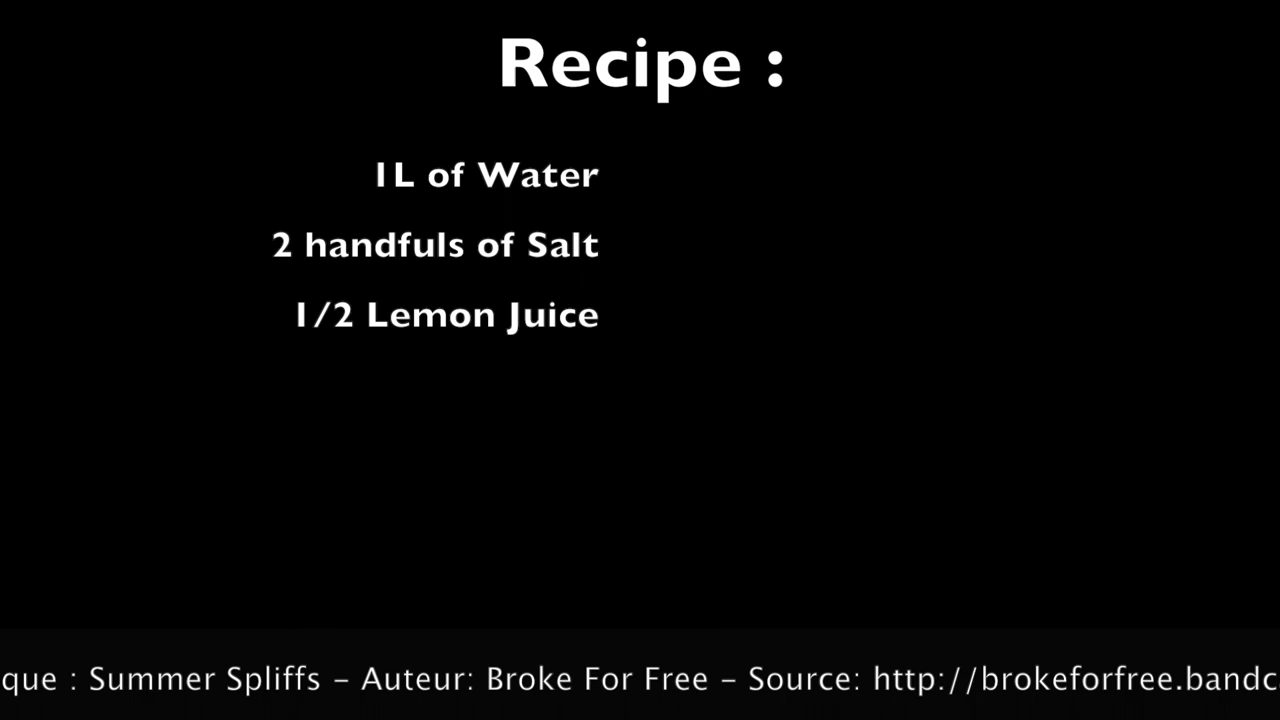 Recipe :
1L of Water
2 handfuls of Salt
1/2 Lemon Juice
que : Summer Spliffs – Auteur: Broke For Free – Source: http://brokeforfree.bandc